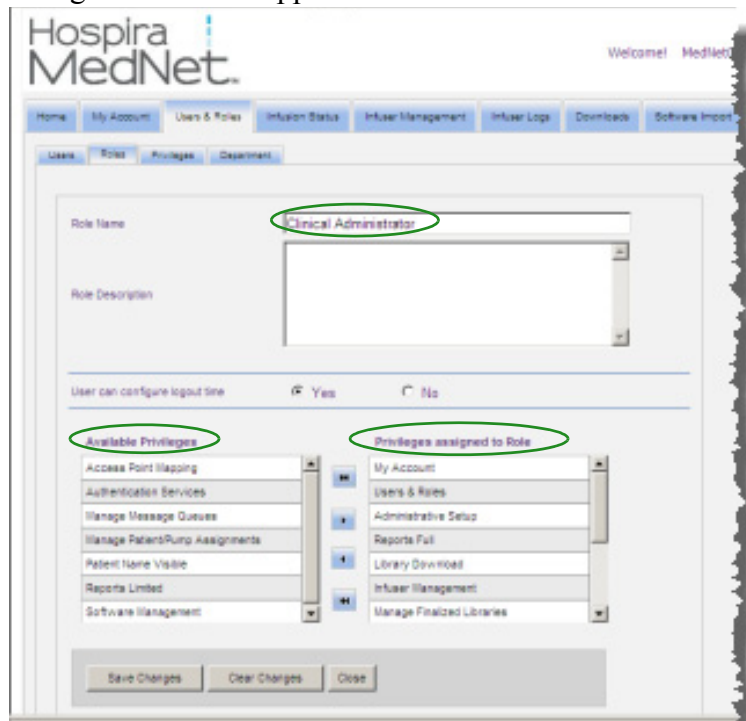 Hospira
MedNet™
Welcome! MedNet
Home My Account Users & Roles Infusion Status Infuser Management Infuser Logs Downloads Software Import
Users Roles Privileges Department
Role Name Clinical Administrator
Role Description
User can configure logout time Yes No
Available Privileges Privileges assigned to Role
Access Point Mapping My Account
Authentication Services Users & Roles
Manage Message Queues Administrative Setup
Manage Patient/Pump Assignments Reports Full
Patient Name Visible Library Download
Reports Limited Infuser Management
Software Management Manage Finalized Libraries
Save Changes Clear Changes Close